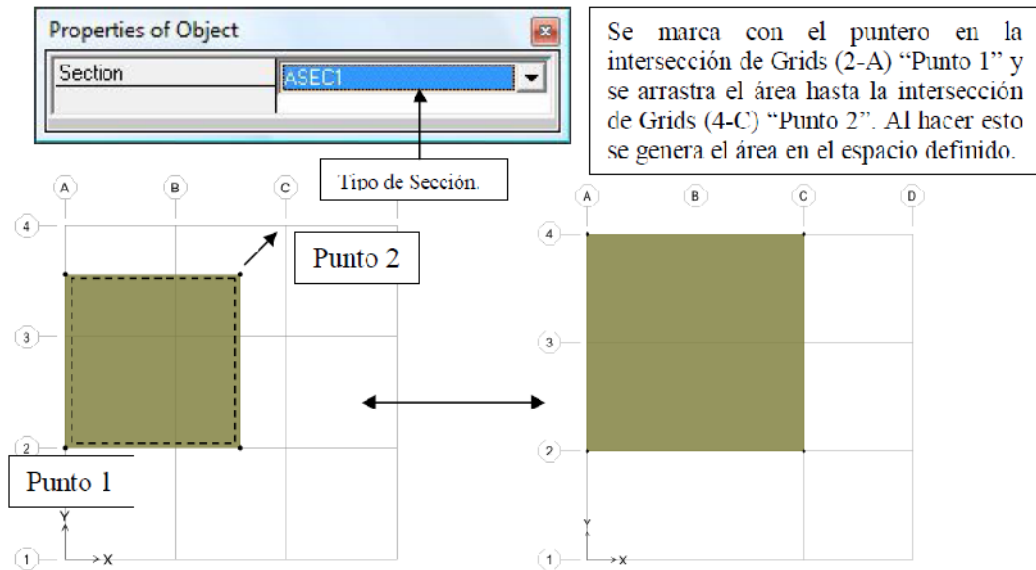 Properties of Object
Section
ASEC1
Tipo de Sección.
Se marca con el puntero en la
intersección de Grids (2-A) “Punto 1” y
se arrastra el área hasta la intersección
de Grids (4-C) “Punto 2”. Al hacer esto
se genera el área en el espacio definido.
A
B
C
4
3
2
1
Punto 2
Punto 1
Y
X
A
B
C
D
4
3
2
1
Y
X